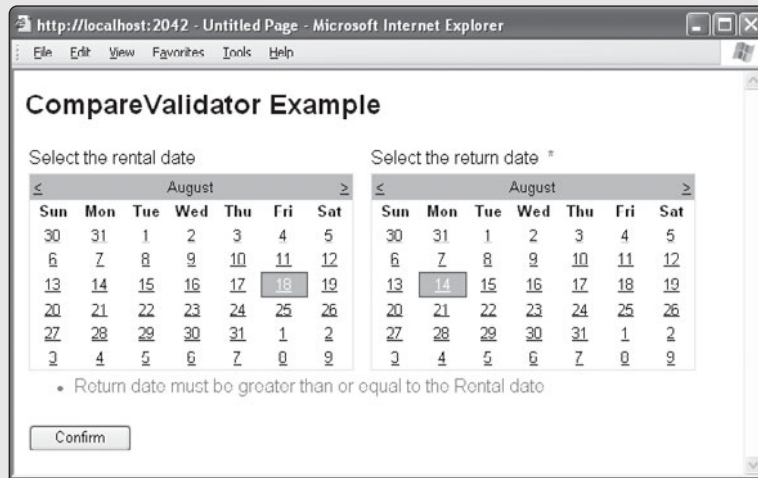 http://localhost:2042 - Untitled Page - Microsoft Internet Explorer
File Edit View Favorites Tools Help
CompareValidator Example
Select the rental date
< August >
Sun Mon Tue Wed Thu Fri Sat
30 31 1 2 3 4 5
6 7 8 9 10 11 12
13 14 15 16 17 18 19
20 21 22 23 24 25 26
27 28 29 30 31 1 2
3 4 5 6 7 8 9
Select the return date *
< August >
Sun Mon Tue Wed Thu Fri Sat
30 31 1 2 3 4 5
6 7 8 9 10 11 12
13 14 15 16 17 18 19
20 21 22 23 24 25 26
27 28 29 30 31 1 2
3 4 5 6 7 8 9
• Return date must be greater than or equal to the Rental date
Confirm